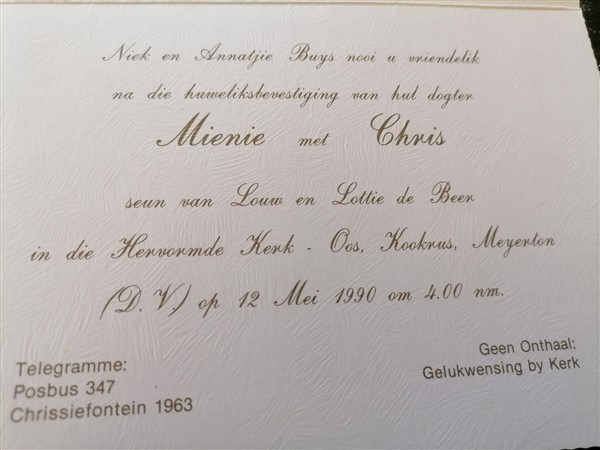 Niek en Annatjie Buys nooi u vriendelik
na die huweliksbevestiging van hul dogter
Mienie met Chris
seun van Louw en Lottie de Beer
in die Hervormde Kerk - Oos, Kookrus, Meyerton
(D.V.) op 12 Mei 1990 om 4.00 nm.
Telegramme:
Posbus 347
Chrissiefontein 1963
Geen Onthaal:
Gelukwensing by Kerk